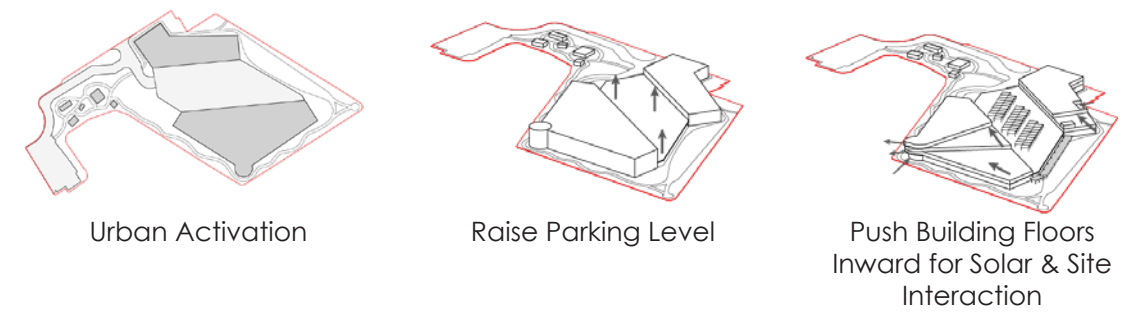 Urban Activation
Raise Parking Level
Push Building Floors
Inward for Solar & Site
Interaction